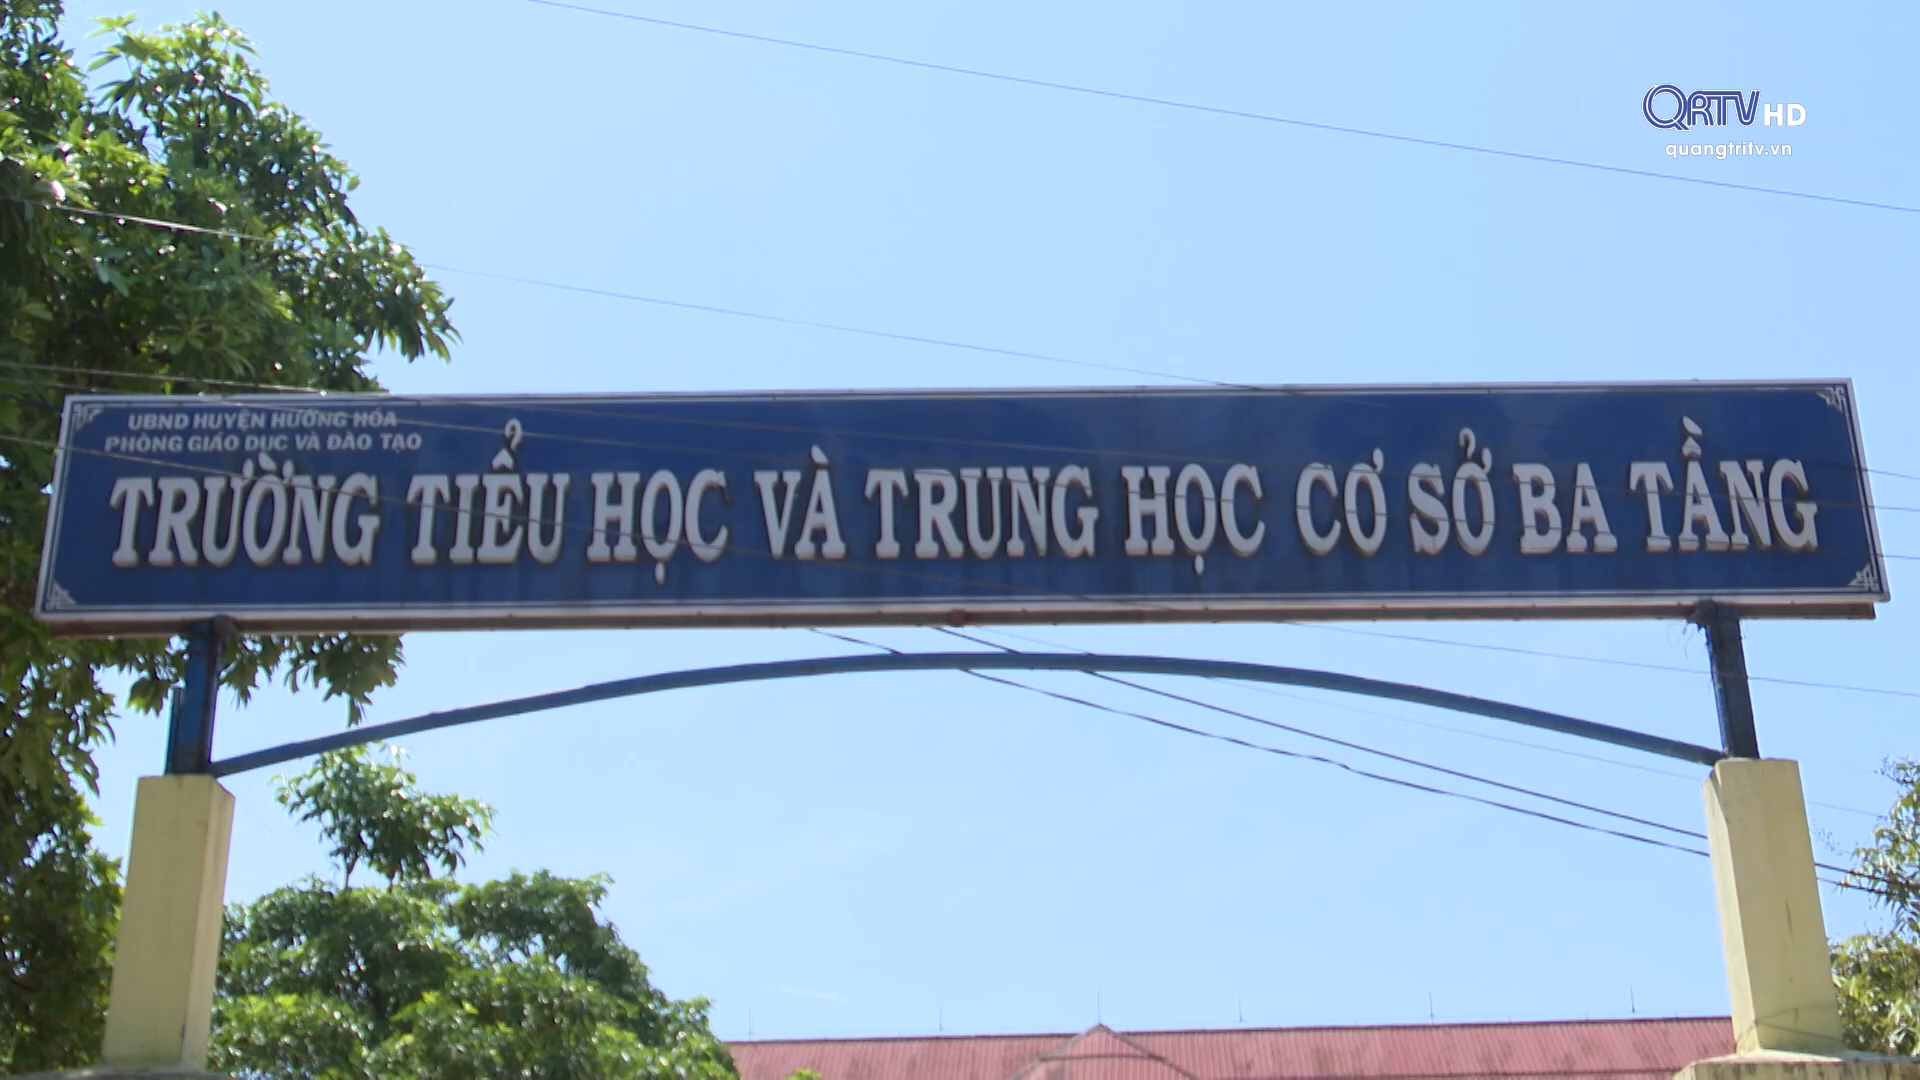 QRTV HD
quangtritv.vn
UBND HUYỆN HƯỚNG HÓA
PHÒNG GIÁO DỤC VÀ ĐÀO TẠO
TRƯỜNG TIỂU HỌC VÀ TRUNG HỌC CƠ SỞ BA TẦNG